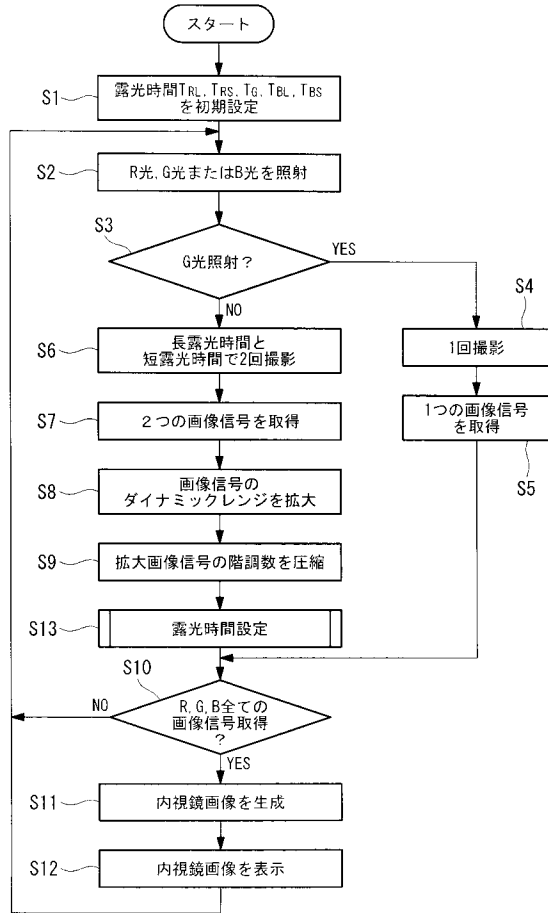 スタート
S1
露光時間TRL, TRS, TG, TBL, TBS
を初期設定
S2
R光, G光またはB光を照射
S3
G光照射?
YES
NO
S4
1回撮影
S6
長露光時間と
短露光時間で2回撮影
S7
2つの画像信号を取得
1つの画像信号
を取得
S5
S8
画像信号の
ダイナミックレンジを拡大
S9
拡大画像信号の階調数を圧縮
S13
露光時間設定
S10
R, G, B全ての
画像信号取得
?
NO
YES
S11
内視鏡画像を生成
S12
内視鏡画像を表示